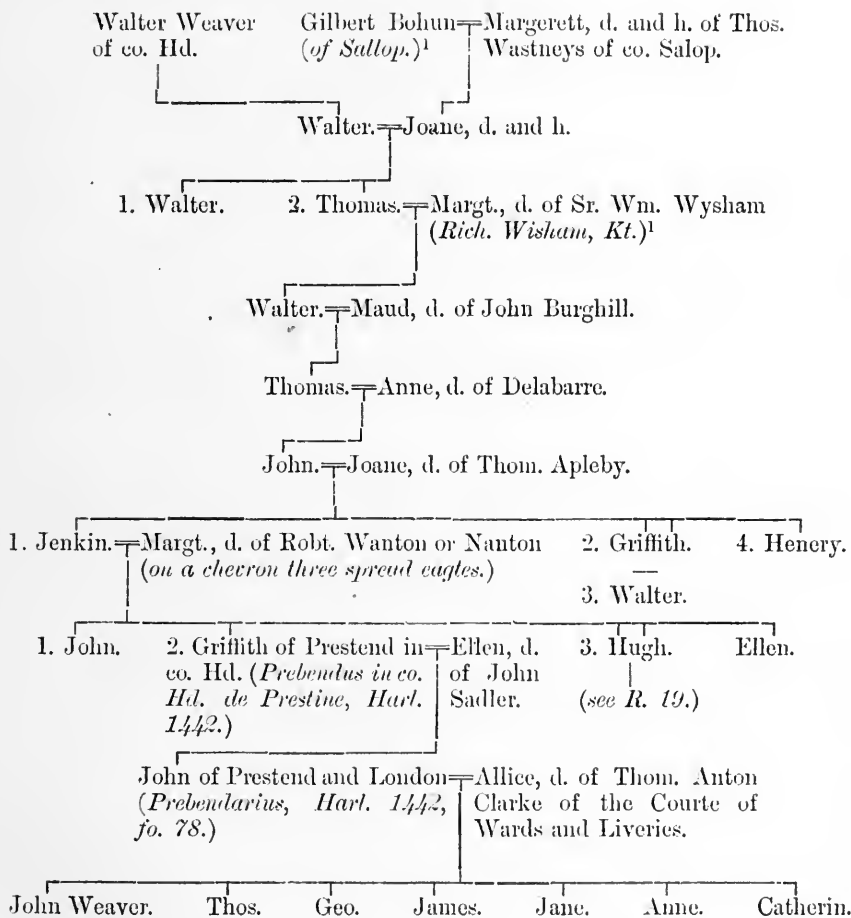 Walter Weaver Gilbert Bohun Margerett, d. and h. of Thos.
of co. Hd. (of Sallop.)¹ Wastneys of co. Salop.
Walter. Joane, d. and h.
1. Walter. 2. Thomas. Margt., d. of Sr. Wm. Wysham
(Rich. Wisham, Kt.)¹
Walter. Maud, d. of John Burghill.
Thomas. Anne, d. of Delabarre.
John. Joane, d. of Thom. Apleby.
1. Jenkin. Margt., d. of Robt. Wanton or Nanton 2. Griffith. 4. Henery.
(on a chevron three spread eagles.) —
3. Walter.
1. John. 2. Griffith of Prestend in Ellen, d. 3. Hugh. Ellen.
co. Hd. (Prebendus in co. of John
Hd. de Prestine, Harl. Sadler. (see R. 19.)
1442.)
John of Prestend and London Allice, d. of Thom. Anton
(Prebendarius, Harl. 1442, Clarke of the Courte of
fo. 78.) Wards and Liveries.
John Weaver. Thos. Geo. James. Jane. Anne. Catherin.